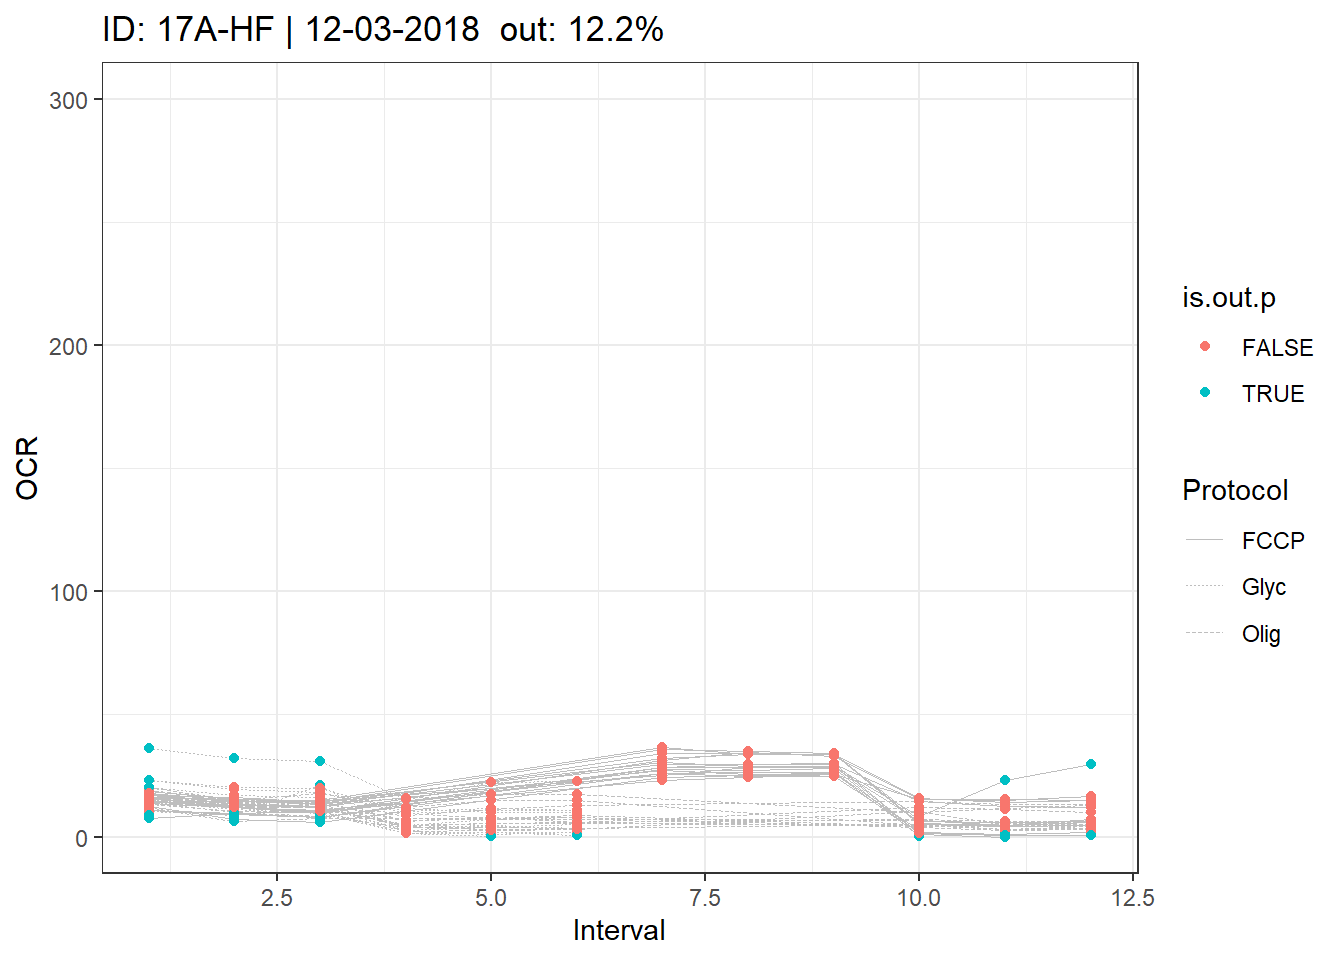 ID: 17A-HF | 12-03-2018  out: 12.2%
300
200
100
0
OCR
2.5
5.0
7.5
10.0
12.5
Interval
is.out.p
FALSE
TRUE
Protocol
FCCP
Glyc
Olig